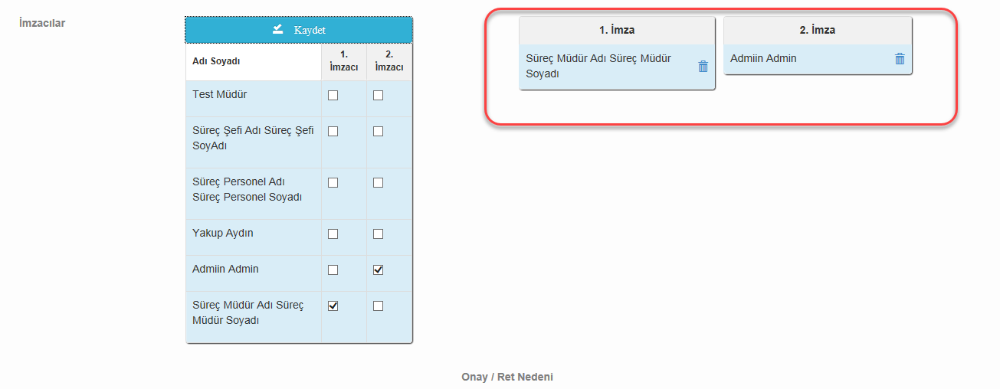 İmzacılar
Kaydet
Adı Soyadı
1.
İmzacı
2.
İmzacı
Test Müdür
Süreç Şefi Adı Süreç Şefi
SoyAdı
Süreç Personel Adı
Süreç Personel Soyadı
Yakup Aydın
Admiin Admin
Süreç Müdür Adı Süreç
Müdür Soyadı
1. İmza
Süreç Müdür Adı Süreç Müdür
Soyadı
2. İmza
Admiin Admin
Onay / Ret Nedeni